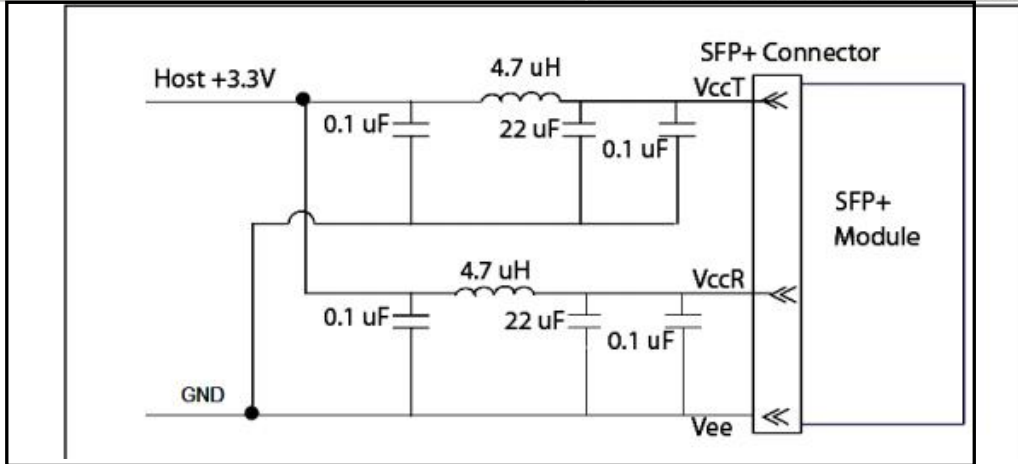 SFP+ Connector
Host +3.3V
4.7 uH
VccT
0.1 uF
22 uF
0.1 uF
SFP+
Module
4.7 uH
VccR
0.1 uF
22 uF
0.1 uF
GND
Vee